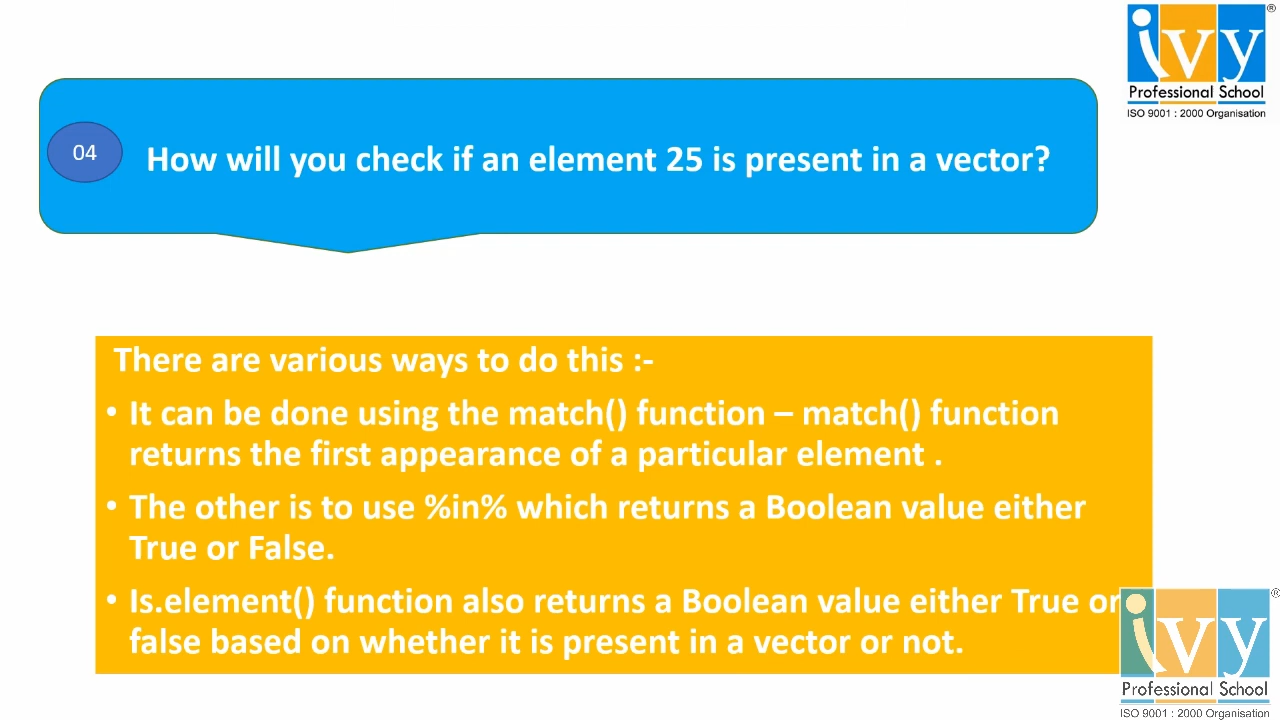 ivy
®
Professional School
ISO 9001 : 2000 Organisation
04
How will you check if an element 25 is present in a vector?
There are various ways to do this :-
• It can be done using the match() function – match() function
returns the first appearance of a particular element .
• The other is to use %in% which returns a Boolean value either
True or False.
• Is.element() function also returns a Boolean value either True or
false based on whether it is present in a vector or not.
ivy
®
Professional School
ISO 9001 : 2000 Organisation